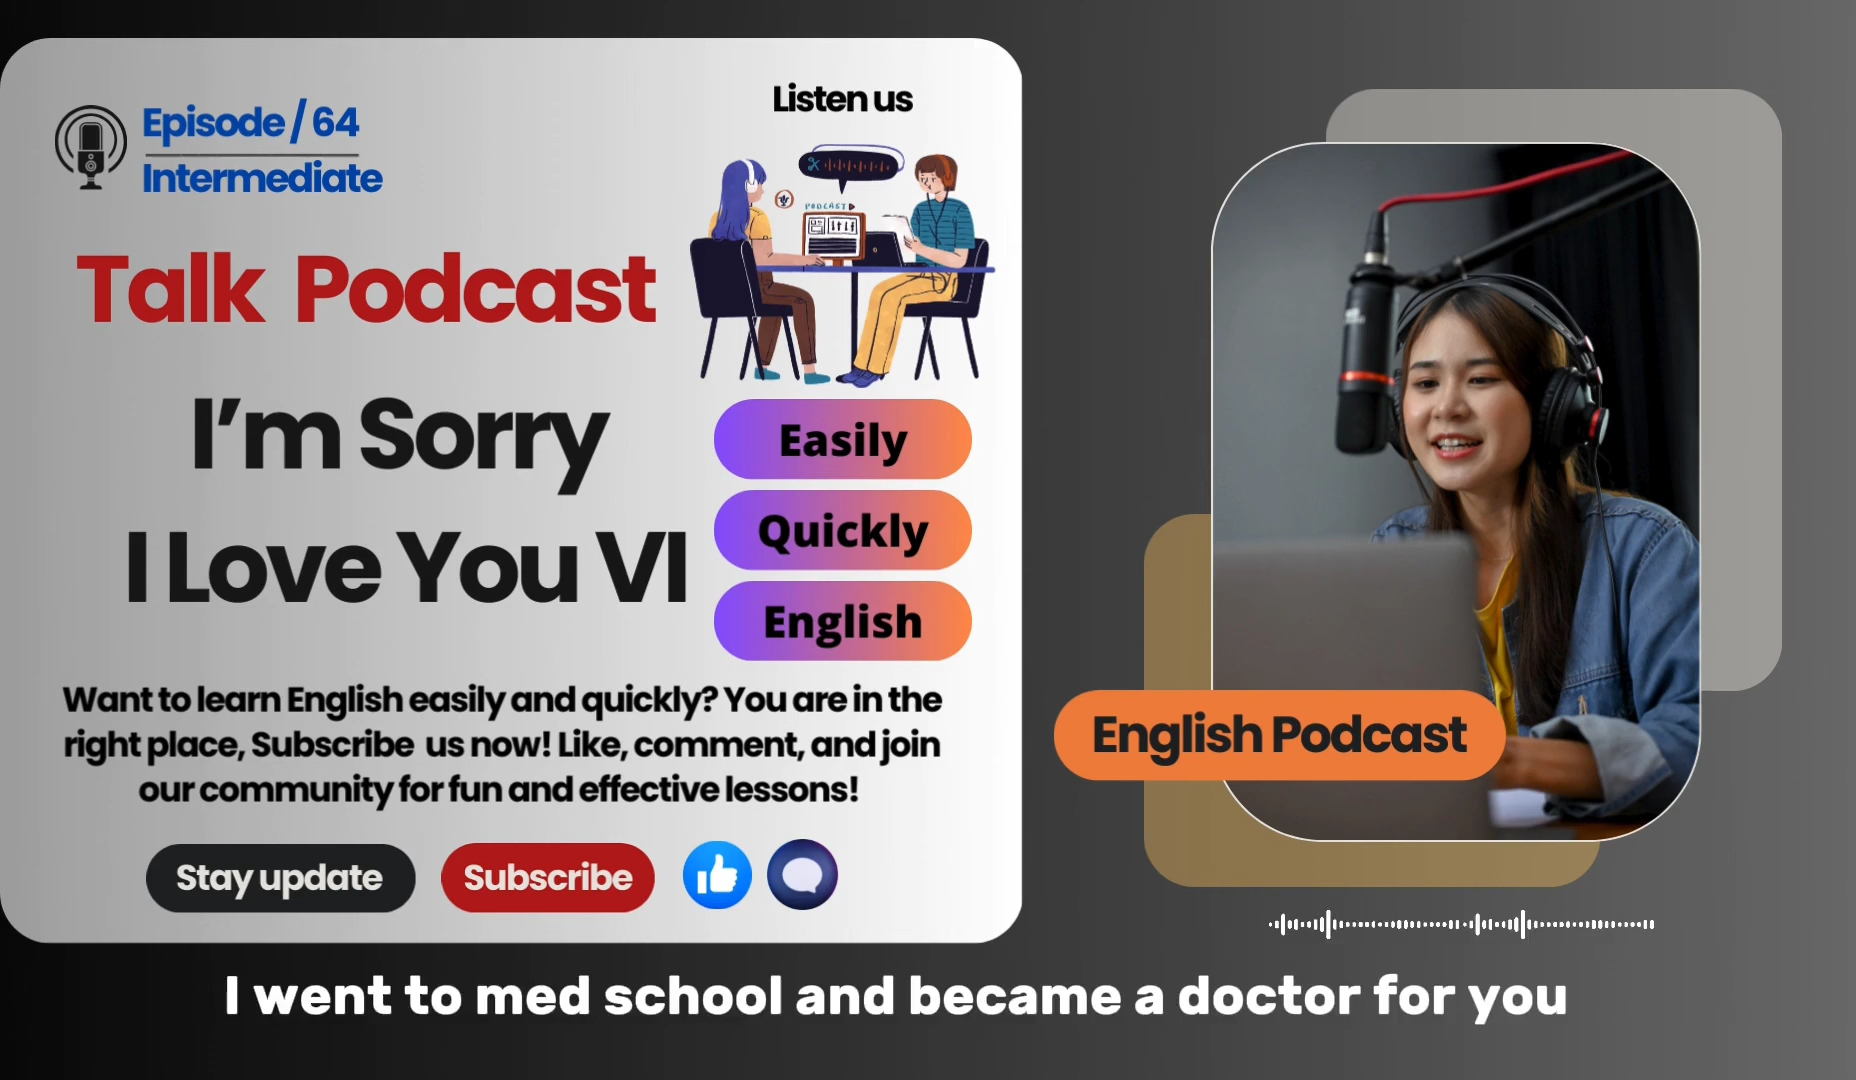 Episode / 64
Intermediate
Listen us
PODCAST
Talk Podcast
I'm Sorry
I Love You VI
Easily
Quickly
English
Want to learn English easily and quickly? You are in the
right place, Subscribe us now! Like, comment, and join
our community for fun and effective lessons!
Stay update
Subscribe
English Podcast
I went to med school and became a doctor for you